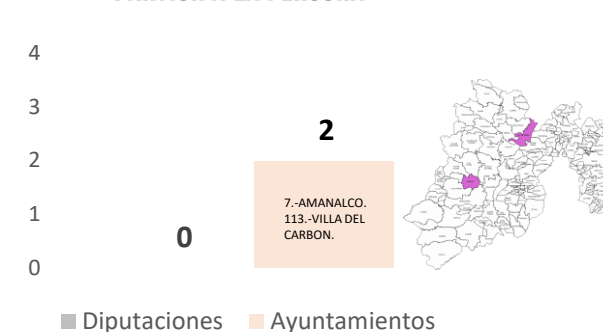 4
3
2
1
0
0
2
7.-AMANALCO.
113.-VILLA DEL
CARBON.
Diputaciones
Ayuntamientos